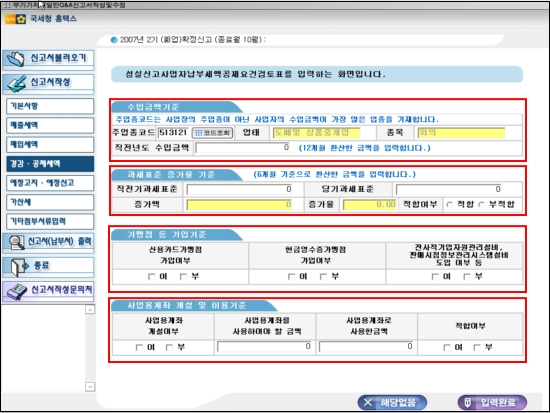 부가가치세일반Q&A신고서작성및수정
국세청 홈택스
2007년 2기 (폐업)확정신고 (종료월 10월) :
신고서불러오기
신고서작성
기본사항
매출세액
매입세액
경감 · 공제세액
예정고지 · 예정신고
가산세
기타첨부서류입력
신고서(납부서) 출력
종료
신고서작성문의처
성실신고사업자납부세액공제요건검토표를 입력하는 화면입니다.
수입금액기준
주업종코드는 사업장의 주업종이 아닌 사업자의 수입금액이 가장 많은 업종을 기재합니다.
주업종코드 513121 코드조회 업태 도매및 상품중개업 종목
직전년도 수입금액 0 (12개월 환산한 금액을 입력합니다.)
과세표준 증가율 기준 (6개월 기준으로 환산한 금액을 입력합니다.)
직전기과세표준 0 당기과세표준 0
증가액 0 증가율 0.00 적합여부 적합 부적합
가맹점 등 가입기준
신용카드가맹점 가입여부
현금영수증가맹점 가입여부
전사적기업자원관리설비, 판매시점정보관리시스템설비 도입 여부 등
여 부 여 부 여 부
사업용계좌 개설 및 이용기준
사업용계좌 개설여부
사업용계좌를 사용하여야 할 금액
사업용계좌로 사용한금액
적합여부
여 부 0 0 여 부
해당없음 입력완료